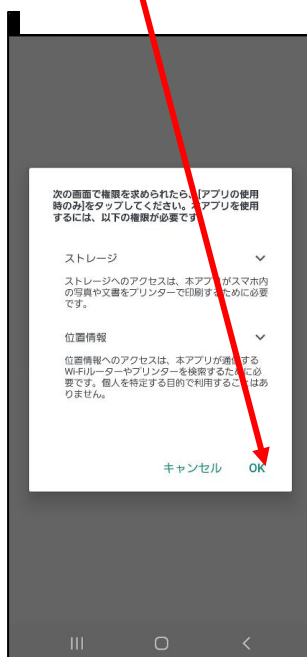 次の画面で権限を求められたら、[アプリの使用
時のみ]をタップしてください。本アプリを使用
するには、以下の権限が必要です
ストレージ
ストレージへのアクセスは、本アプリがスマホ内
の写真や文書をプリンターで印刷するために必要
です。
位置情報
位置情報へのアクセスは、本アプリが通信する
Wi-Fiルーターやプリンターを検索するために必
要です。個人を特定する目的で利用することはあ
りません。
キャンセル OK